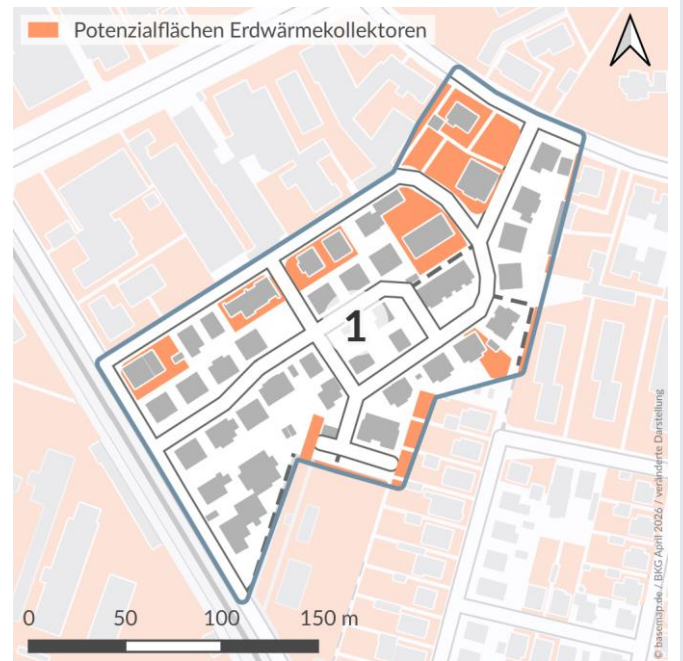 Potenzialflächen Erdwärmekollektoren
1
0 50 100 150 m
© basemap.de / BKG April 2026 / veränderte Darstellung